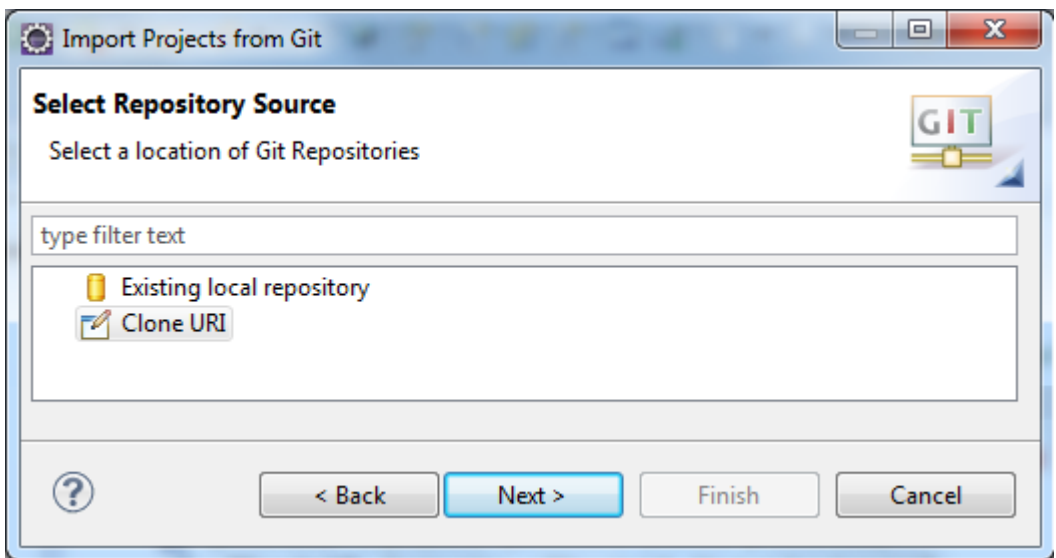 Import Projects from Git
Select Repository Source
Select a location of Git Repositories
GIT
type filter text
Existing local repository
Clone URI
?
< Back
Next >
Finish
Cancel